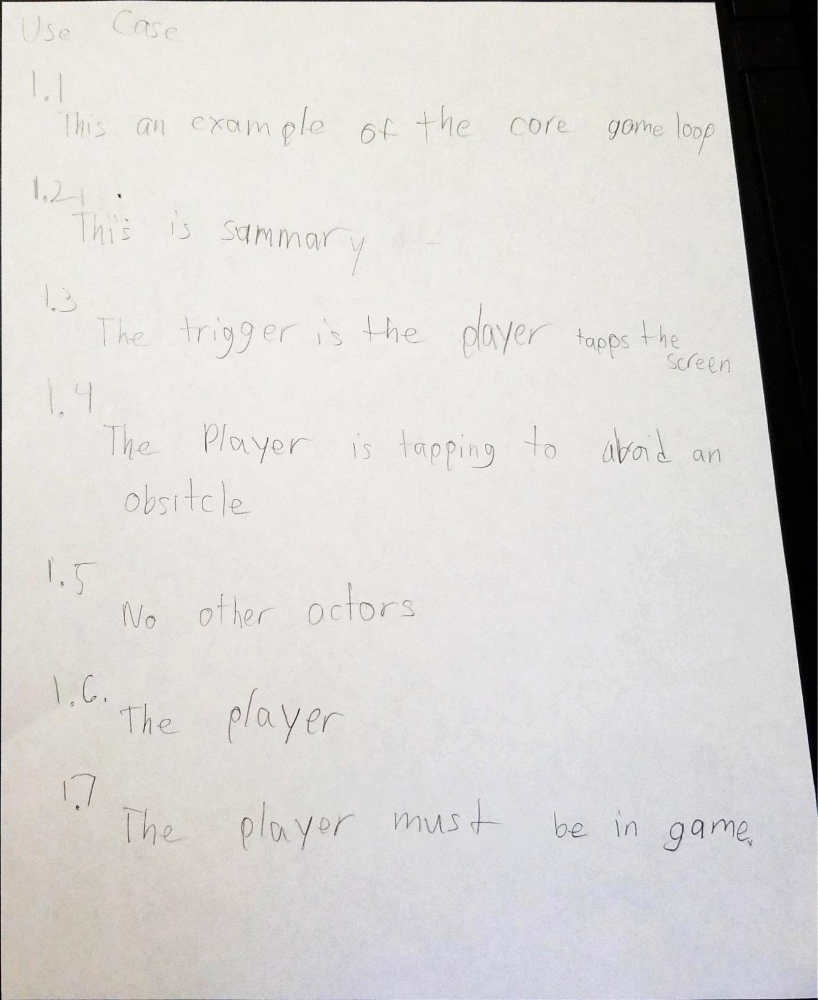 Use Case
1.1
This an example of the core game loop
1.2
This is sammary
1.3
The trigger is the player tapps the
screen
1.4
The Player is tapping to avoid an
obsitcle
1.5
No other actors
1.6.
The player
1.7
The player must be in game.